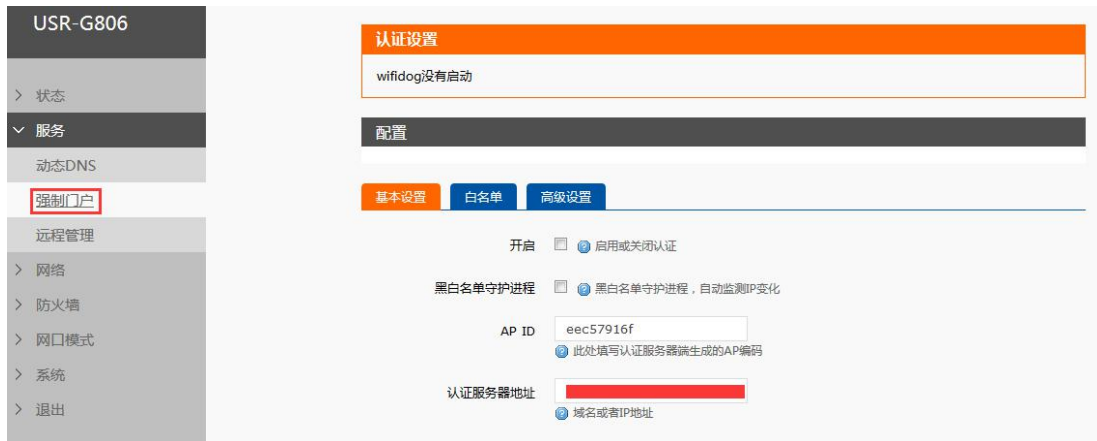 USR-G806
状态
服务
动态DNS
强制门户
远程管理
网络
防火墙
网口模式
系统
退出
认证设置
wifidog没有启动
配置
基本设置 白名单 高级设置
开启 启用或关闭认证
黑白名单守护进程 黑白名单守护进程，自动监测IP变化
AP ID eec57916f
此处填写认证服务器端生成的AP编码
认证服务器地址
域名或者IP地址